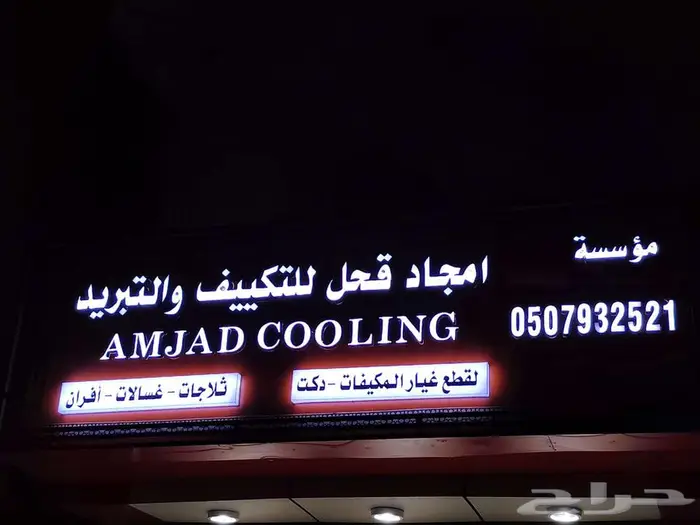 مؤسسة
امجاد قحل للتكييف والتبريد
0507932521
AMJAD COOLING
لقطع غيار المكيفات - دكت
ثلاجات - غسالات - أفران
حراج